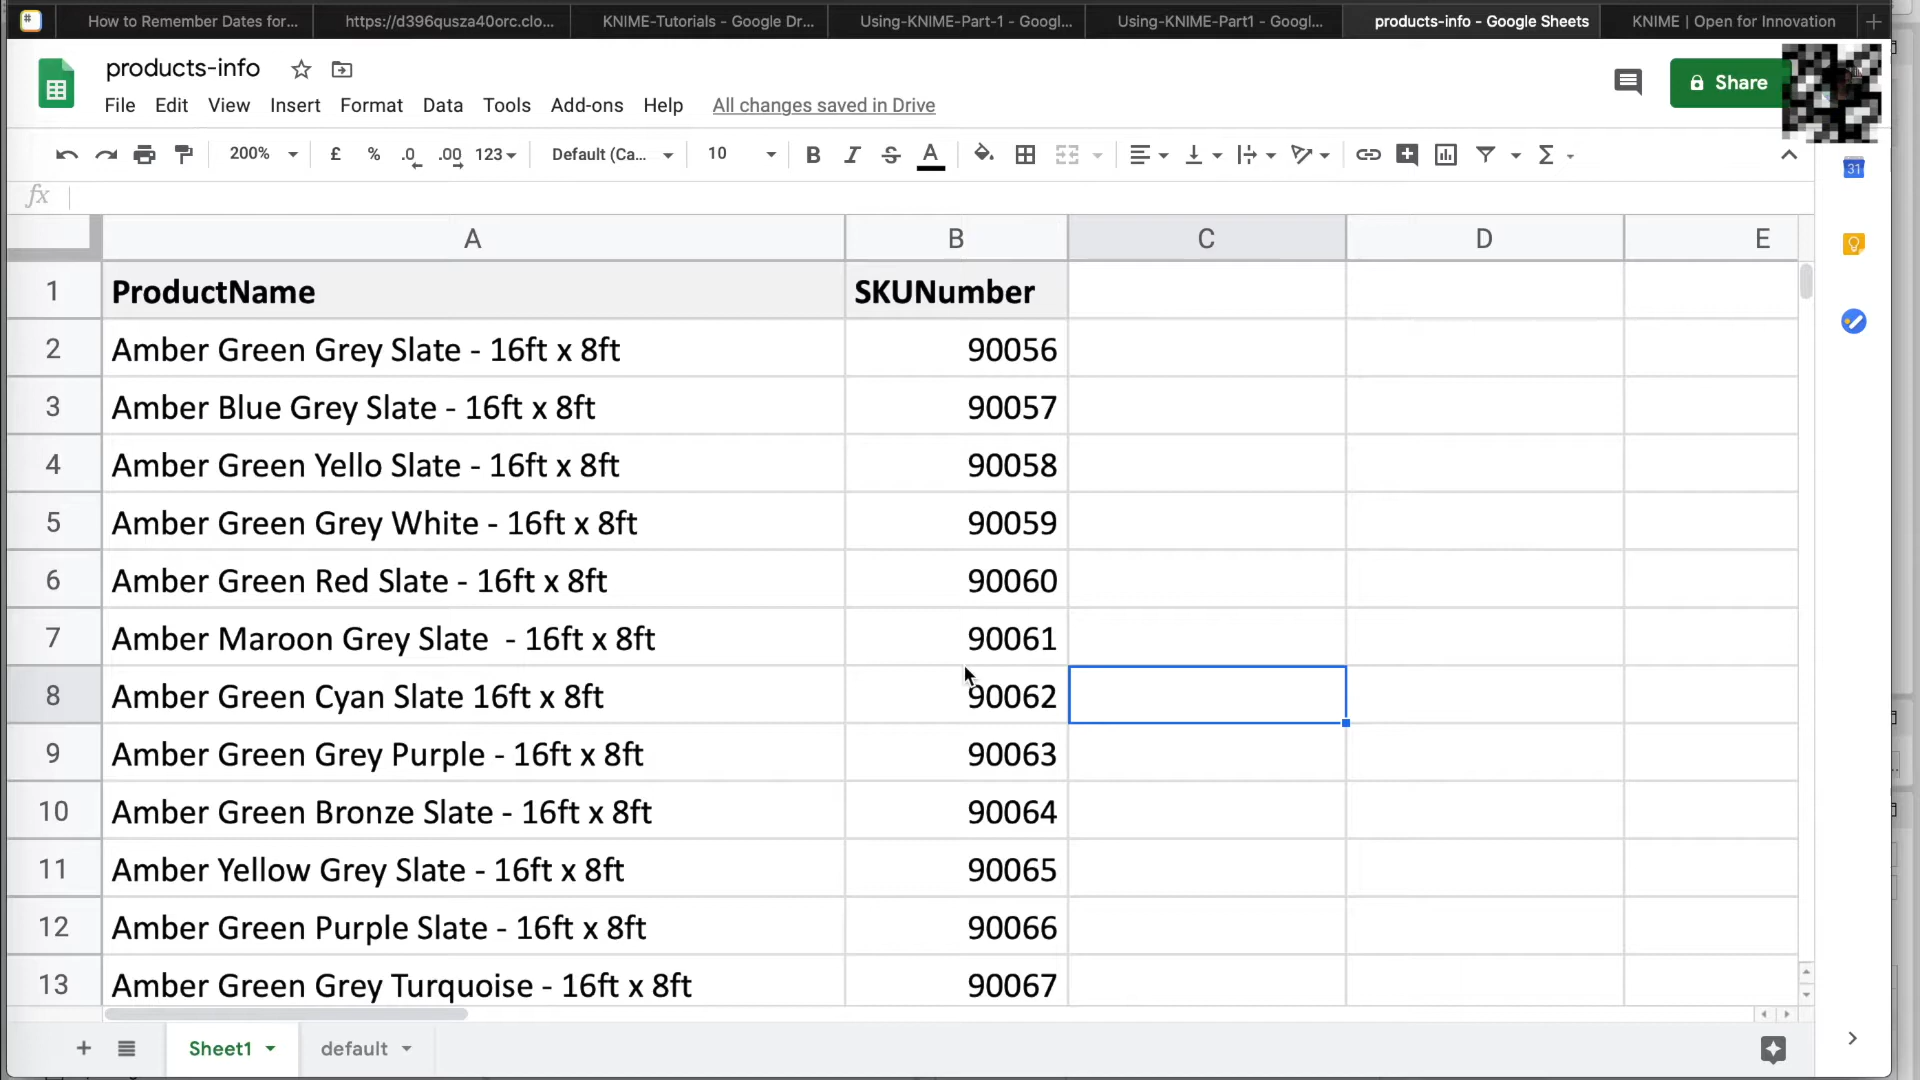 How to Remember Dates for...
https://d396qusza40orc.clo...
KNIME-Tutorials - Google Dr...
Using-KNIME-Part-1 - Googl...
Using-KNIME-Part1 - Googl...
products-info - Google Sheets
KNIME | Open for Innovation
products-info
Share
File Edit View Insert Format Data Tools Add-ons Help All changes saved in Drive
200% £ % .0 .00 123 Default (Ca... 10 B I S A Σ
31
fx
A B C D E
1 ProductName SKUNumber
2 Amber Green Grey Slate - 16ft x 8ft 90056
3 Amber Blue Grey Slate - 16ft x 8ft 90057
4 Amber Green Yello Slate - 16ft x 8ft 90058
5 Amber Green Grey White - 16ft x 8ft 90059
6 Amber Green Red Slate - 16ft x 8ft 90060
7 Amber Maroon Grey Slate  - 16ft x 8ft 90061
8 Amber Green Cyan Slate 16ft x 8ft 90062
9 Amber Green Grey Purple - 16ft x 8ft 90063
10 Amber Green Bronze Slate - 16ft x 8ft 90064
11 Amber Yellow Grey Slate - 16ft x 8ft 90065
12 Amber Green Purple Slate - 16ft x 8ft 90066
13 Amber Green Grey Turquoise - 16ft x 8ft 90067
Sheet1 default